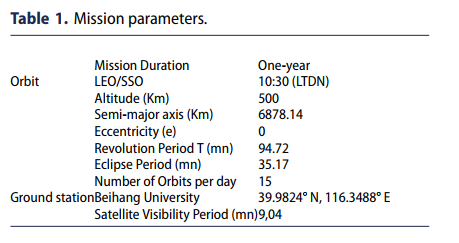 Table 1. Mission parameters.
Mission Duration One-year
Orbit LEO/SSO 10:30 (LTDN)
Altitude (Km) 500
Semi-major axis (Km) 6878.14
Eccentricity (e) 0
Revolution Period T (mn) 94.72
Eclipse Period (mn) 35.17
Number of Orbits per day 15
Ground stationBeihang University 39.9824° N, 116.3488° E
Satellite Visibility Period (mn)9,04